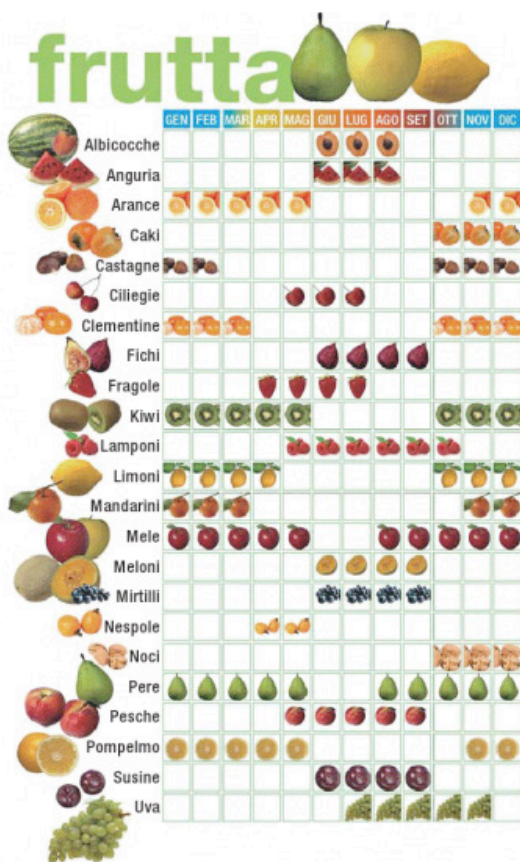 frutta
GEN FEB MAR APR MAG GIU LUG AGO SET OTT NOV DIC
Albicocche
Anguria
Arance
Caki
Castagne
Ciliegie
Clementine
Fichi
Fragole
Kiwi
Lamponi
Limoni
Mandarini
Mele
Meloni
Mirtilli
Nespole
Noci
Pere
Pesche
Pompelmo
Susine
Uva